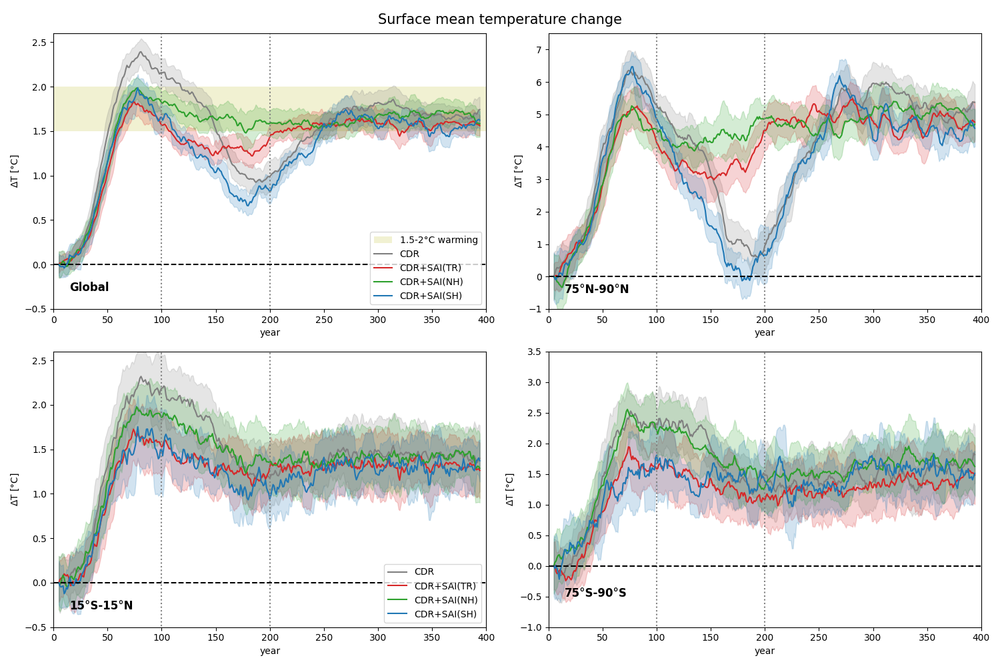 Surface mean temperature change
2.5
2.0
1.5
1.0
0.5
0.0
−0.5
ΔT [°C]
0 50 100 150 200 250 300 350 400
year
Global
1.5-2°C warming
CDR
CDR+SAI(TR)
CDR+SAI(NH)
CDR+SAI(SH)
7
6
5
4
3
2
1
0
−1
ΔT [°C]
0 50 100 150 200 250 300 350 400
year
75°N-90°N
2.5
2.0
1.5
1.0
0.5
0.0
−0.5
ΔT [°C]
0 50 100 150 200 250 300 350 400
year
15°S-15°N
CDR
CDR+SAI(TR)
CDR+SAI(NH)
CDR+SAI(SH)
3.5
3.0
2.5
2.0
1.5
1.0
0.5
0.0
−0.5
−1.0
ΔT [°C]
0 50 100 150 200 250 300 350 400
year
75°S-90°S